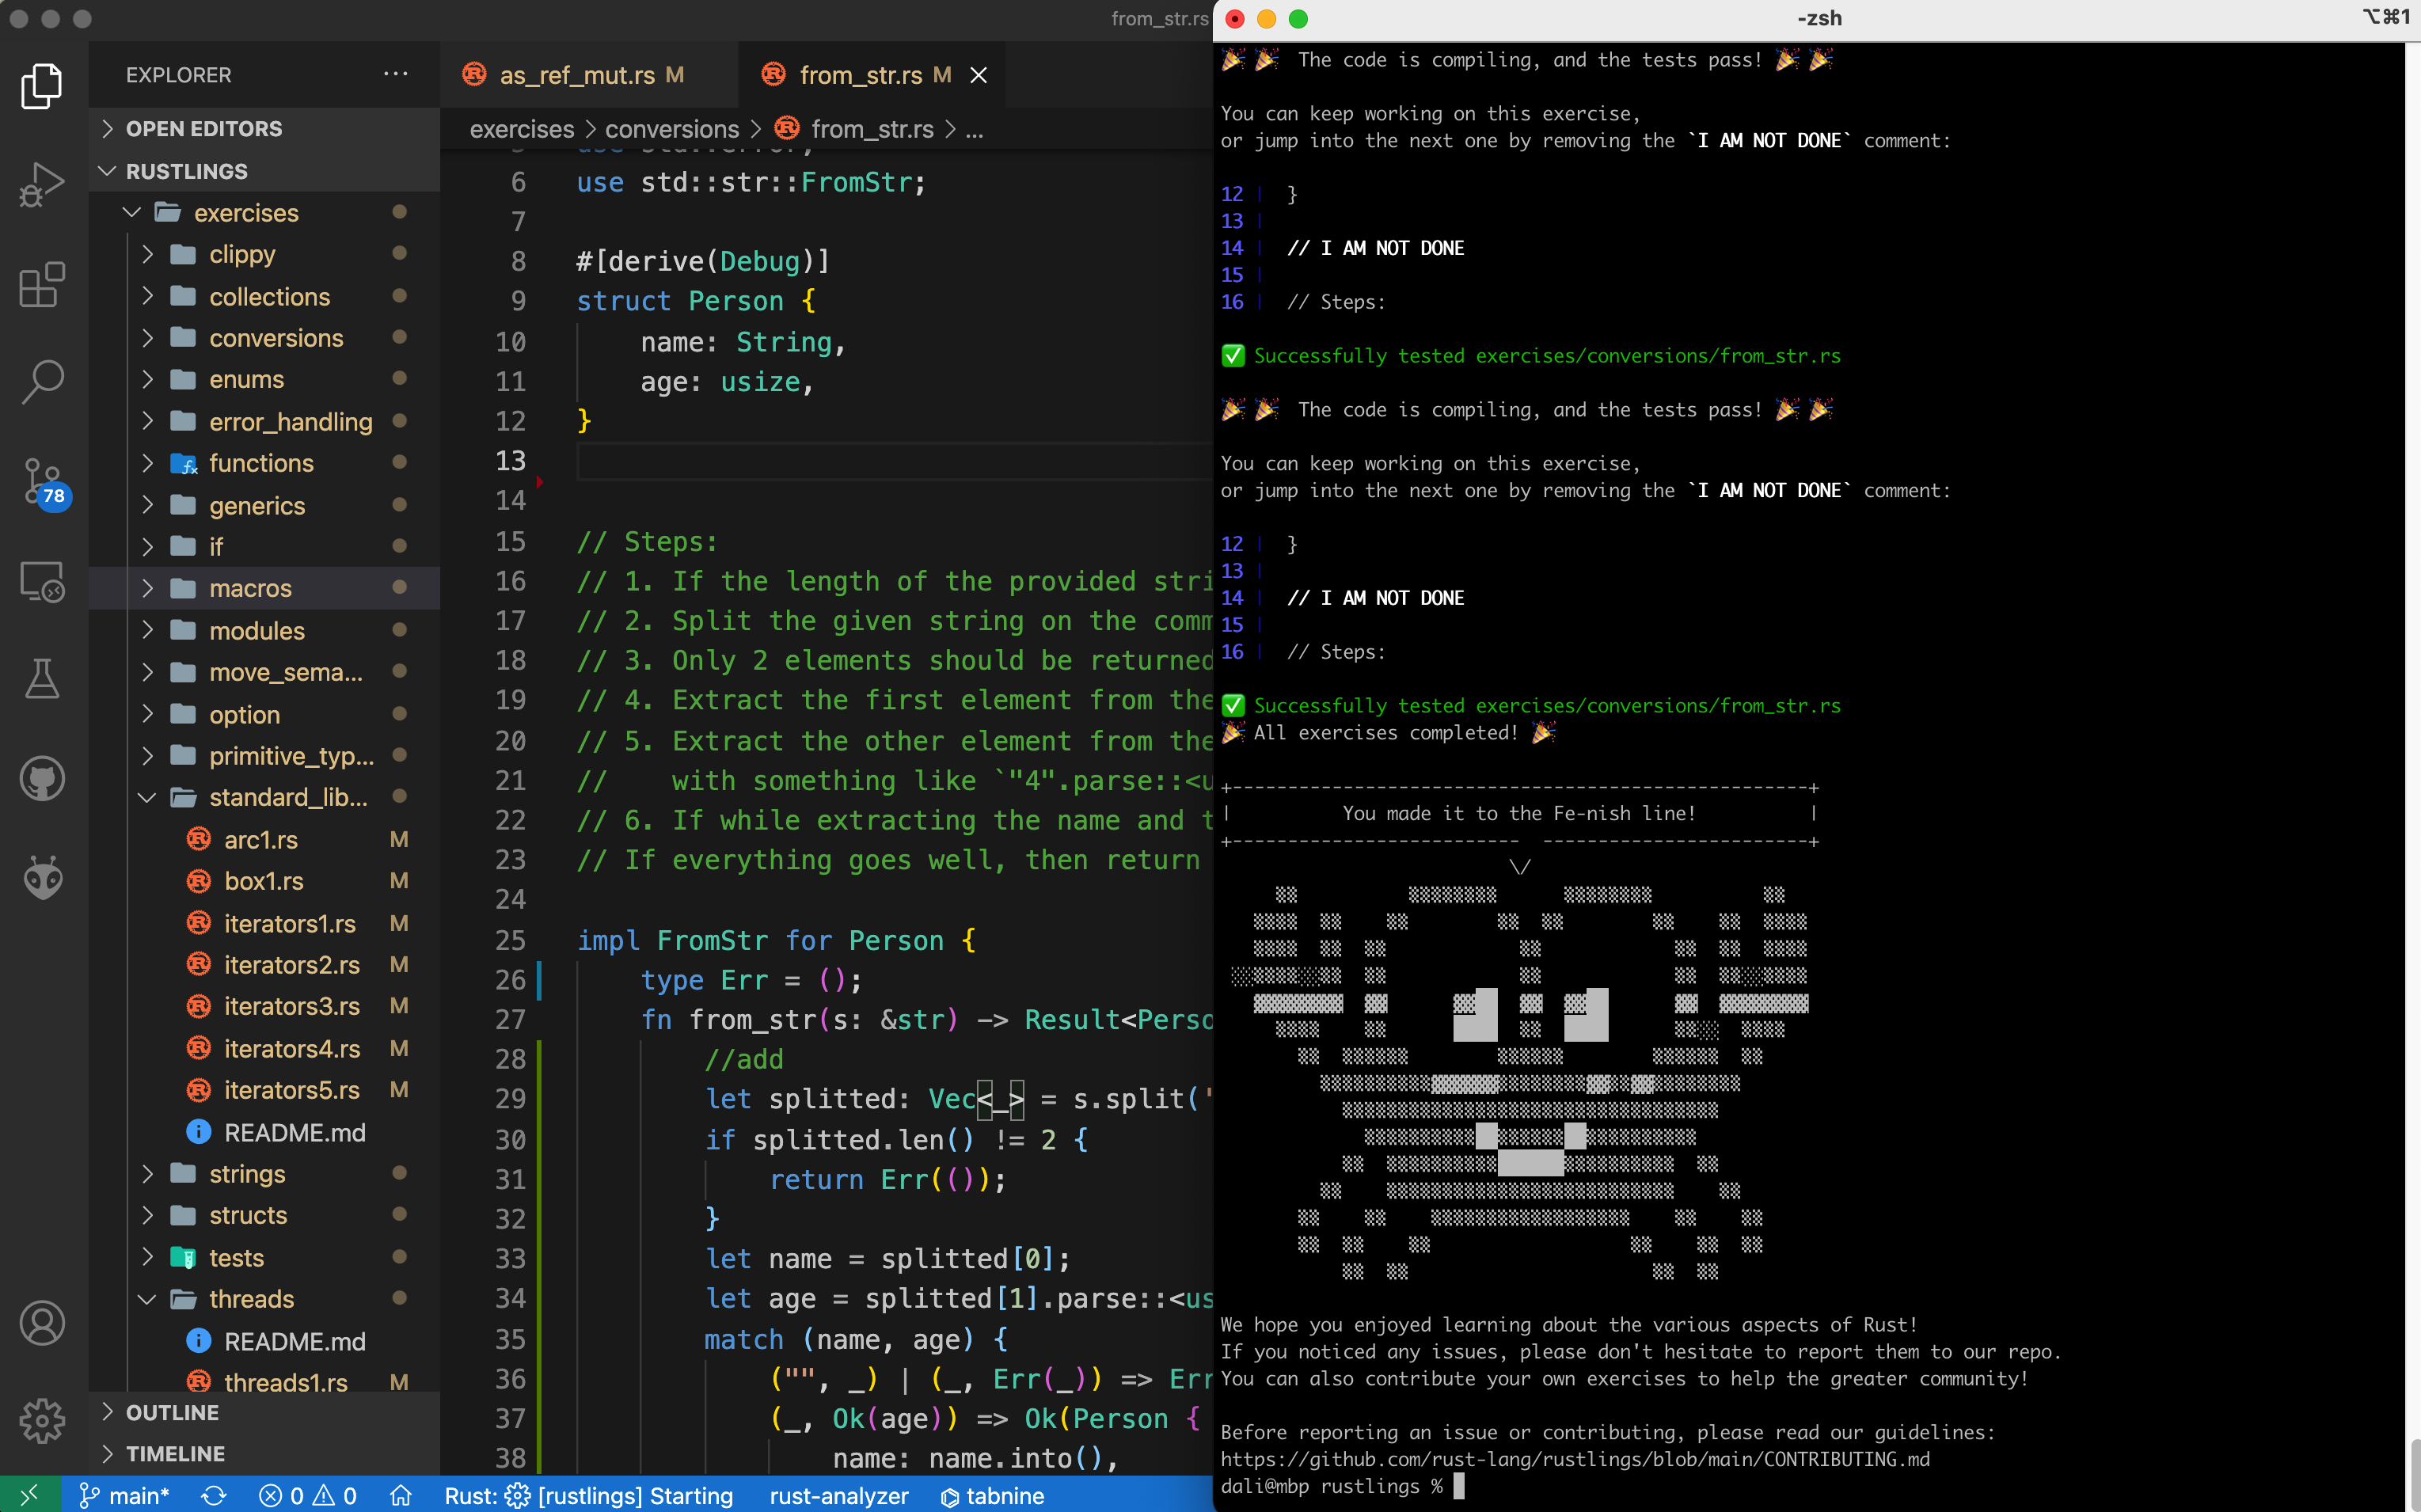 from_str.rs
EXPLORER
OPEN EDITORS
RUSTLINGS
exercises
clippy
collections
conversions
enums
error_handling
functions
generics
if
macros
modules
move_sema...
option
primitive_typ...
standard_lib...
arc1.rs M
box1.rs M
iterators1.rs M
iterators2.rs M
iterators3.rs M
iterators4.rs M
iterators5.rs M
README.md
strings
structs
tests
threads
README.md
threads1.rs M
OUTLINE
TIMELINE
78
as_ref_mut.rs M
from_str.rs M
exercises > conversions > from_str.rs > ...
6 use std::str::FromStr;
7
8 #[derive(Debug)]
9 struct Person {
10 name: String,
11 age: usize,
12 }
13
14
15 // Steps:
16 // 1. If the length of the provided stri
17 // 2. Split the given string on the comm
18 // 3. Only 2 elements should be returned
19 // 4. Extract the first element from the
20 // 5. Extract the other element from the
21 // with something like `"4".parse::<u
22 // 6. If while extracting the name and t
23 // If everything goes well, then return
24
25 impl FromStr for Person {
26 type Err = ();
27 fn from_str(s: &str) -> Result<Perso
28 //add
29 let splitted: Vec<_> = s.split('
30 if splitted.len() != 2 {
31 return Err(());
32 }
33 let name = splitted[0];
34 let age = splitted[1].parse::<us
35 match (name, age) {
36 ("", _) | (_, Err(_)) => Err
37 (_, Ok(age)) => Ok(Person {
38 name: name.into(),
main* 0 0 Rust: [rustlings] Starting rust-analyzer tabnine
-zsh ⌥⌘1
🎉 🎉 The code is compiling, and the tests pass! 🎉 🎉
You can keep working on this exercise,
or jump into the next one by removing the `I AM NOT DONE` comment:
12 | }
13 |
14 | // I AM NOT DONE
15 |
16 | // Steps:
✅ Successfully tested exercises/conversions/from_str.rs
🎉 🎉 The code is compiling, and the tests pass! 🎉 🎉
You can keep working on this exercise,
or jump into the next one by removing the `I AM NOT DONE` comment:
12 | }
13 |
14 | // I AM NOT DONE
15 |
16 | // Steps:
✅ Successfully tested exercises/conversions/from_str.rs
🎉 All exercises completed! 🎉
You made it to the Fe-nish line!
We hope you enjoyed learning about the various aspects of Rust!
If you noticed any issues, please don't hesitate to report them to our repo.
You can also contribute your own exercises to help the greater community!
Before reporting an issue or contributing, please read our guidelines:
https://github.com/rust-lang/rustlings/blob/main/CONTRIBUTING.md
dali@mbp rustlings %